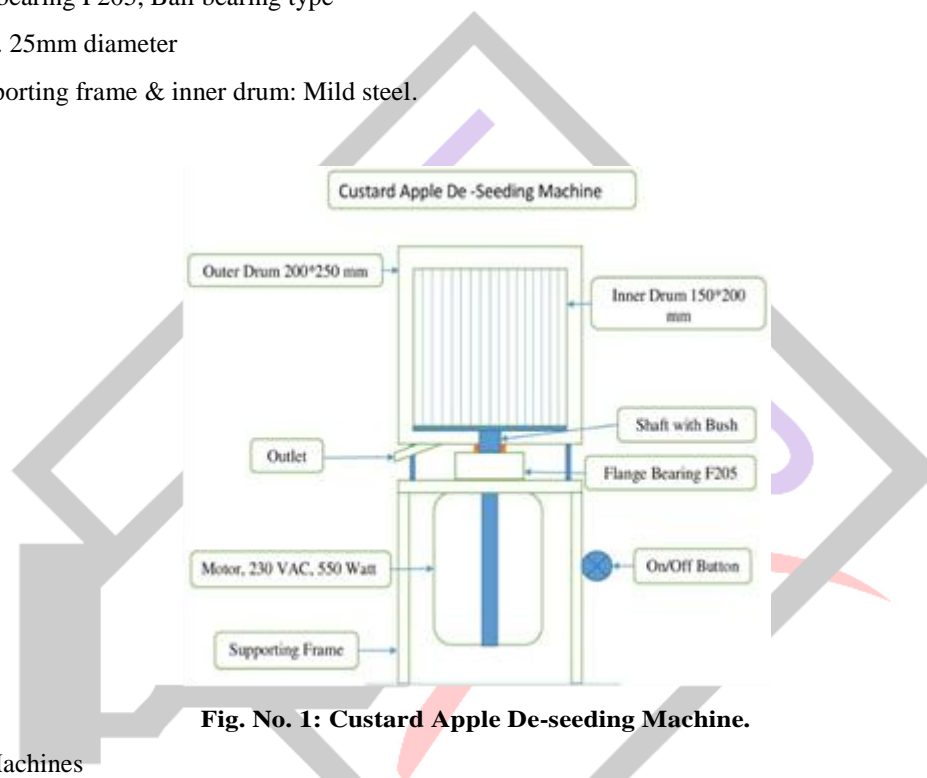 bearing F205, Ball bearing type
. 25mm diameter
porting frame & inner drum: Mild steel.
Custard Apple De -Seeding Machine
Outer Drum 200*250 mm
Inner Drum 150*200
mm
Shaft with Bush
Outlet
Flange Bearing F205
Motor, 230 VAC, 550 Watt
On/Off Button
Supporting Frame
Fig. No. 1: Custard Apple De-seeding Machine.